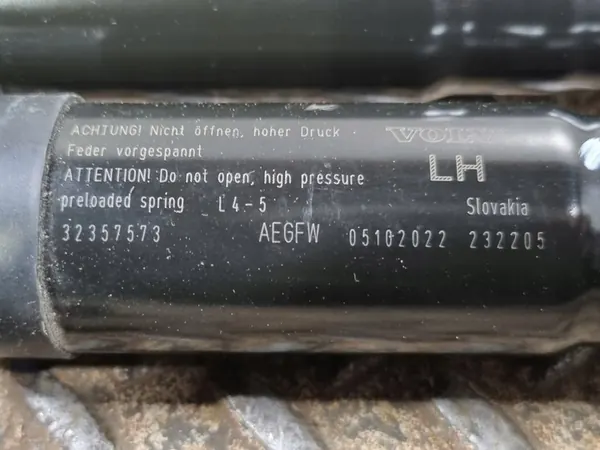 ACHTUNG! Nicht öffnen, hoher Druck
Feder vorgespannt
VOLVO
ATTENTION! Do not open, high pressure
LH
preloaded spring L4-5 Slovakia
32357573 AEGFW 05102022 232205